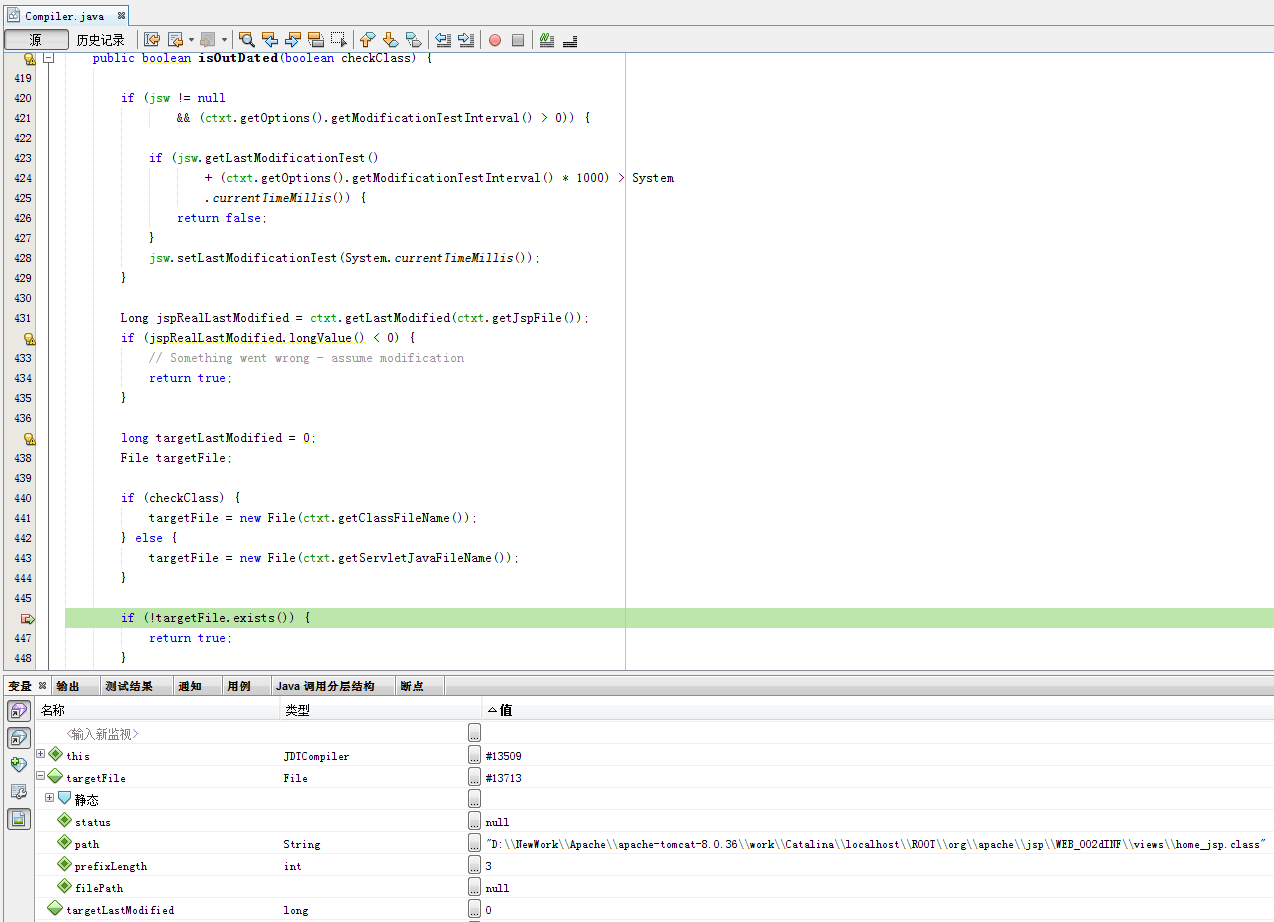 Compiler.java
源 历史记录
public boolean isOutDated(boolean checkClass) {
419
420 if (jsw != null
421 && (ctxt.getOptions().getModificationTestInterval() > 0)) {
422
423 if (jsw.getLastModificationTest()
424 + (ctxt.getOptions().getModificationTestInterval() * 1000) > System
425 .currentTimeMillis()) {
426 return false;
427 }
428 jsw.setLastModificationTest(System.currentTimeMillis());
429 }
430
431 Long jspRealLastModified = ctxt.getLastModified(ctxt.getJspFile());
if (jspRealLastModified.longValue() < 0) {
433 // Something went wrong - assume modification
434 return true;
435 }
436
long targetLastModified = 0;
438 File targetFile;
439
440 if (checkClass) {
441 targetFile = new File(ctxt.getClassFileName());
442 } else {
443 targetFile = new File(ctxt.getServletJavaFileName());
444 }
445
if (!targetFile.exists()) {
447 return true;
448 }
变量 输出 测试结果 通知 用例 Java 调用分层结构 断点
名称 类型 值
<输入新监视> ...
this JDTCompiler ... #13509
targetFile File ... #13713
静态 ...
status ... null
path String ... "D:\\NewWork\\Apache\\apache-tomcat-8.0.36\\work\\Catalina\\localhost\\ROOT\\org\\apache\\jsp\\WEB_002dINF\\views\\home_jsp.class"
prefixLength int ... 3
filePath ... null
targetLastModified long ... 0